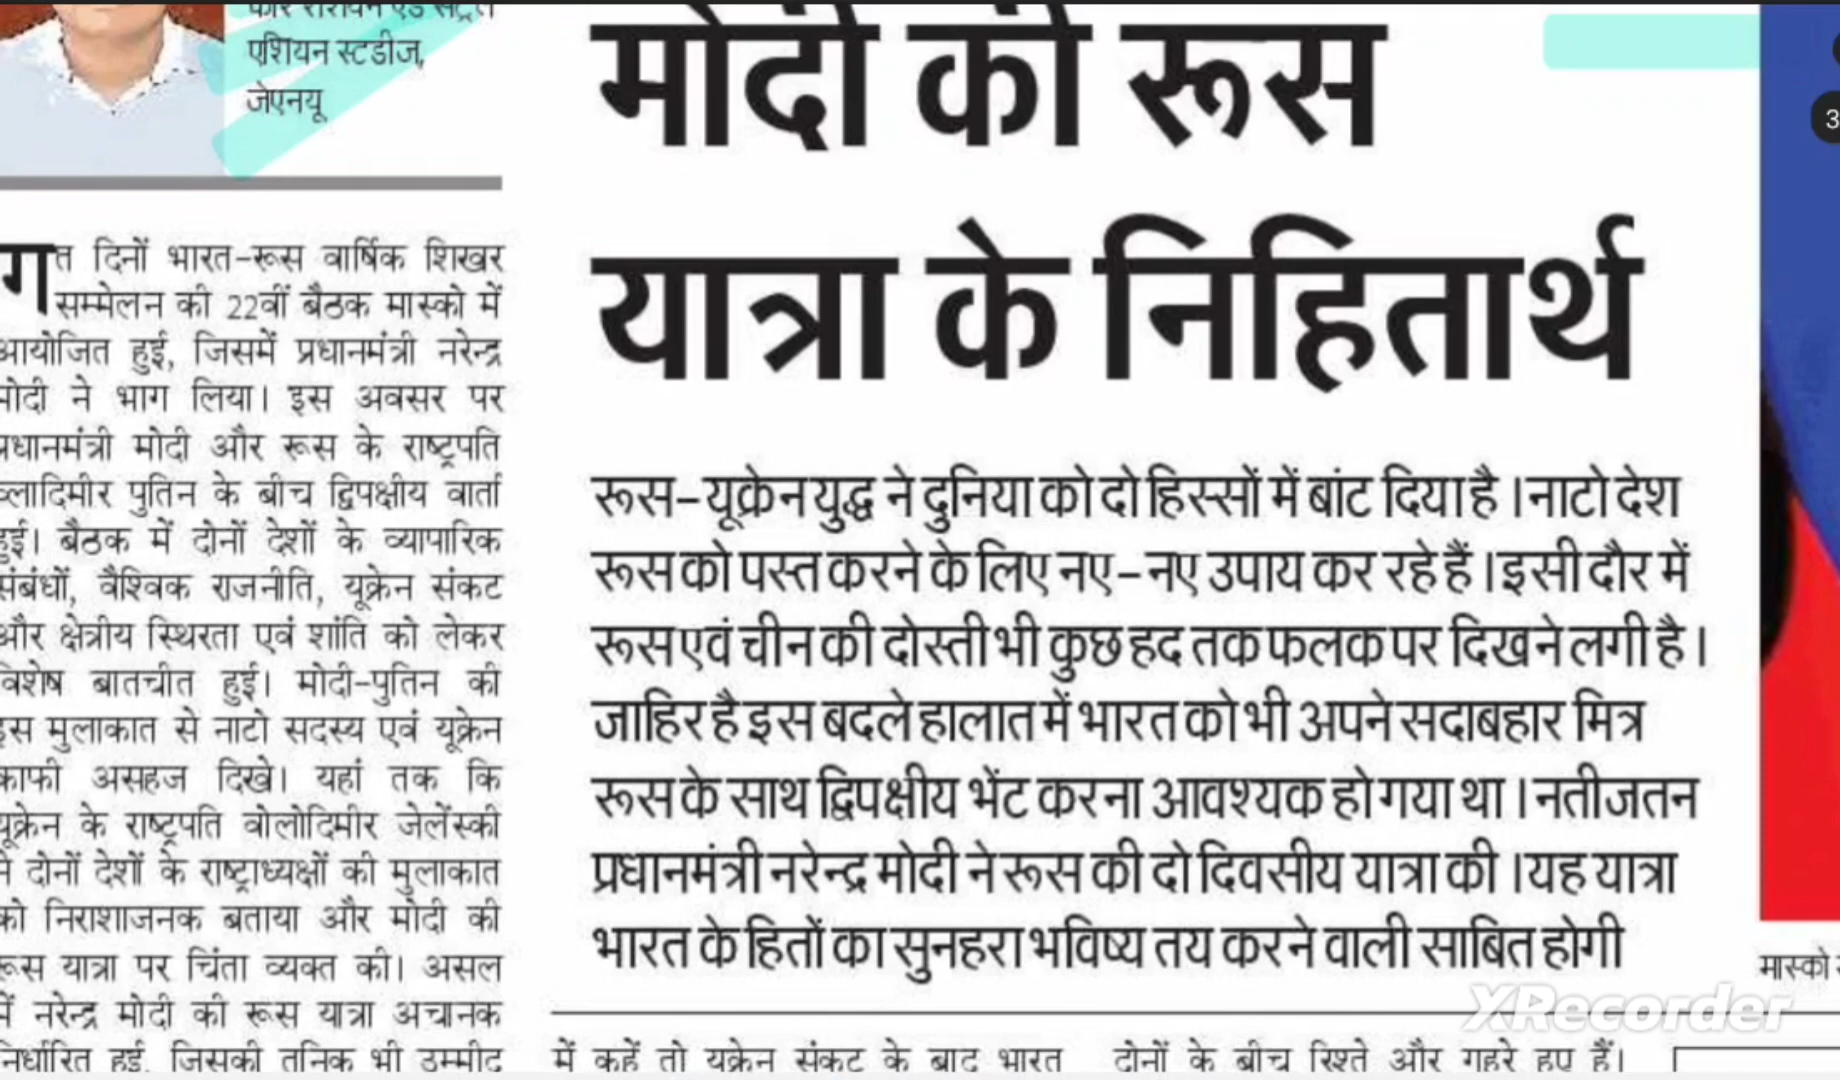 एशियन स्टडीज,
जेएनयू
मोदी की रूस
यात्रा के निहितार्थ
रूस-यूक्रेन युद्ध ने दुनिया को दो हिस्सों में बांट दिया है। नाटो देश
रूस को पस्त करने के लिए नए-नए उपाय कर रहे हैं। इसी दौर में
रूस एवं चीन की दोस्ती भी कुछ हद तक फलक पर दिखने लगी है।
जाहिर है इस बदले हालात में भारत को भी अपने सदाबहार मित्र
रूस के साथ द्विपक्षीय भेंट करना आवश्यक हो गया था। नतीजतन
प्रधानमंत्री नरेन्द्र मोदी ने रूस की दो दिवसीय यात्रा की। यह यात्रा
भारत के हितों का सुनहरा भविष्य तय करने वाली साबित होगी
गत दिनों भारत-रूस वार्षिक शिखर
सम्मेलन की 22वीं बैठक मास्को में
आयोजित हुई, जिसमें प्रधानमंत्री नरेन्द्र
मोदी ने भाग लिया। इस अवसर पर
प्रधानमंत्री मोदी और रूस के राष्ट्रपति
व्लादिमीर पुतिन के बीच द्विपक्षीय वार्ता
हुई। बैठक में दोनों देशों के व्यापारिक
संबंधों, वैश्विक राजनीति, यूक्रेन संकट
और क्षेत्रीय स्थिरता एवं शांति को लेकर
विशेष बातचीत हुई। मोदी-पुतिन की
इस मुलाकात से नाटो सदस्य एवं यूक्रेन
काफी असहज दिखे। यहां तक कि
यूक्रेन के राष्ट्रपति वोलोदिमीर जेलेंस्की
ने दोनों देशों के राष्ट्राध्यक्षों की मुलाकात
को निराशाजनक बताया और मोदी की
रूस यात्रा पर चिंता व्यक्त की। असल
में नरेन्द्र मोदी की रूस यात्रा अचानक
निर्धारित हुई, जिसकी तनिक भी उम्मीद
में कहें तो यूक्रेन संकट के बाद भारत
दोनों के बीच रिश्ते और गहरे हुए हैं।
मास्को
3
XRecorder